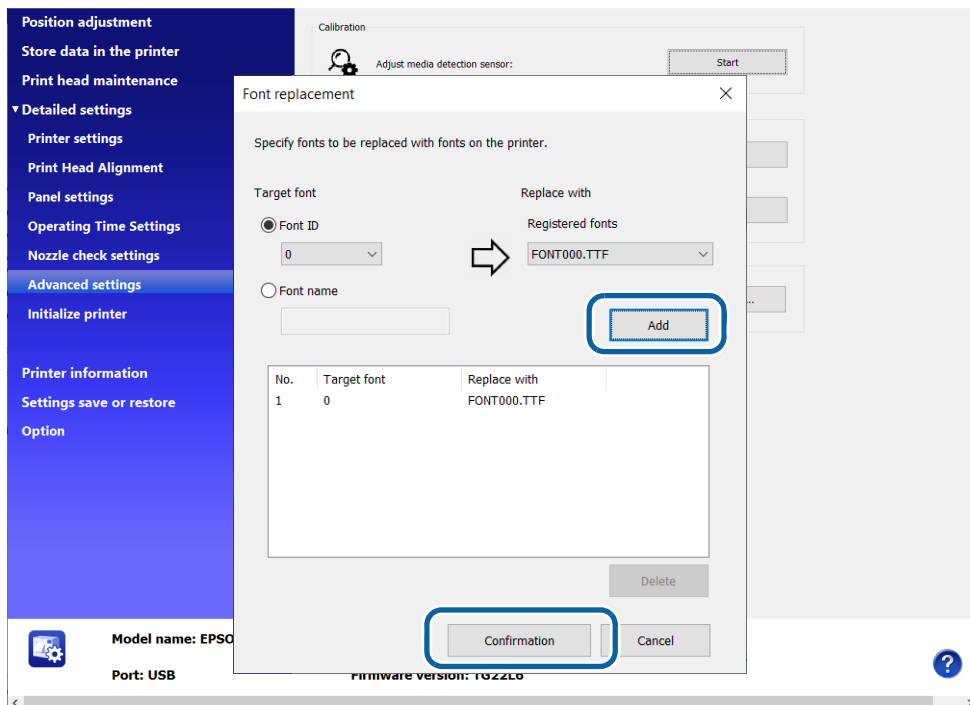 Position adjustment
Store data in the printer
Print head maintenance
Detailed settings
Printer settings
Print Head Alignment
Panel settings
Operating Time Settings
Nozzle check settings
Advanced settings
Initialize printer
Printer information
Settings save or restore
Option
Calibration
Adjust media detection sensor:
Start
Font replacement
Specify fonts to be replaced with fonts on the printer.
Target font
Replace with
Font ID
Registered fonts
0
FONT000.TTF
Font name
...
Add
No. Target font Replace with
1 0 FONT000.TTF
Delete
Confirmation
Cancel
Model name: EPSO
Port: USB
Firmware version: TG22L6
?